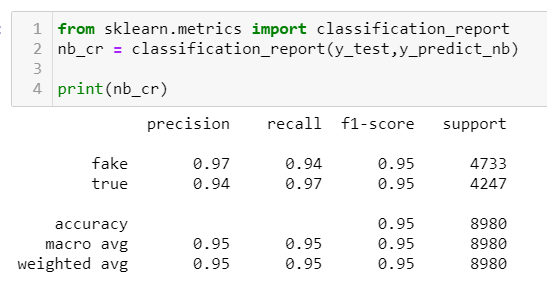 1 from sklearn.metrics import classification_report
2 nb_cr = classification_report(y_test,y_predict_nb)
3
4 print(nb_cr)
precision recall f1-score support
fake 0.97 0.94 0.95 4733
true 0.94 0.97 0.95 4247
accuracy 0.95 8980
macro avg 0.95 0.95 0.95 8980
weighted avg 0.95 0.95 0.95 8980